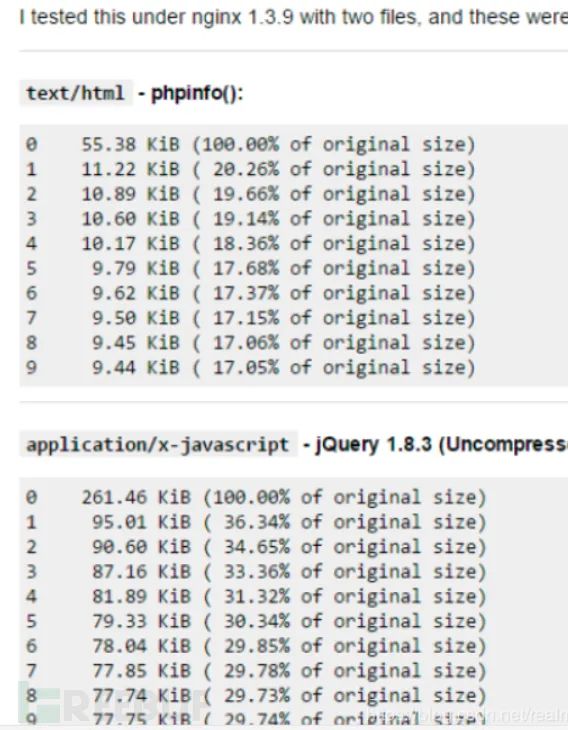 I tested this under nginx 1.3.9 with two files, and these were
text/html - phpinfo():
0 55.38 KiB (100.00% of original size)
1 11.22 KiB ( 20.26% of original size)
2 10.89 KiB ( 19.66% of original size)
3 10.60 KiB ( 19.14% of original size)
4 10.17 KiB ( 18.36% of original size)
5 9.79 KiB ( 17.68% of original size)
6 9.62 KiB ( 17.37% of original size)
7 9.50 KiB ( 17.15% of original size)
8 9.45 KiB ( 17.06% of original size)
9 9.44 KiB ( 17.05% of original size)
application/x-javascript - jQuery 1.8.3 (Uncompresse
0 261.46 KiB (100.00% of original size)
1 95.01 KiB ( 36.34% of original size)
2 90.60 KiB ( 34.65% of original size)
3 87.16 KiB ( 33.36% of original size)
4 81.89 KiB ( 31.32% of original size)
5 79.33 KiB ( 30.34% of original size)
6 78.04 KiB ( 29.85% of original size)
7 77.85 KiB ( 29.78% of original size)
8 77.74 KiB ( 29.73% of original size)
9 77.75 KiB ( 29.74% of original size)